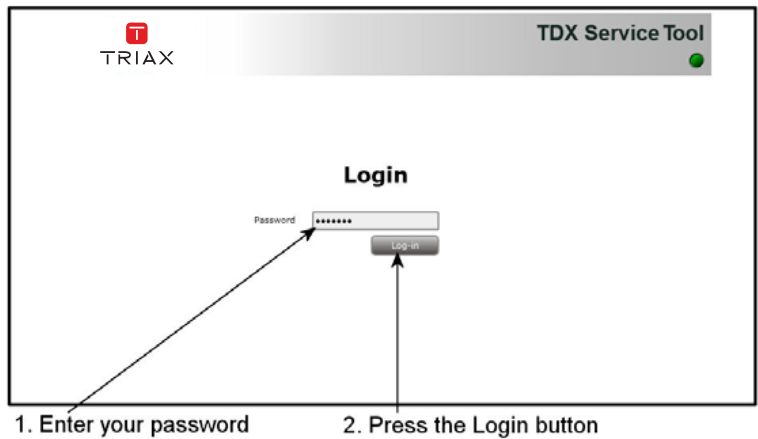 T
TRIAX
TDX Service Tool
Login
Password •••••••
Log-in
1. Enter your password
2. Press the Login button